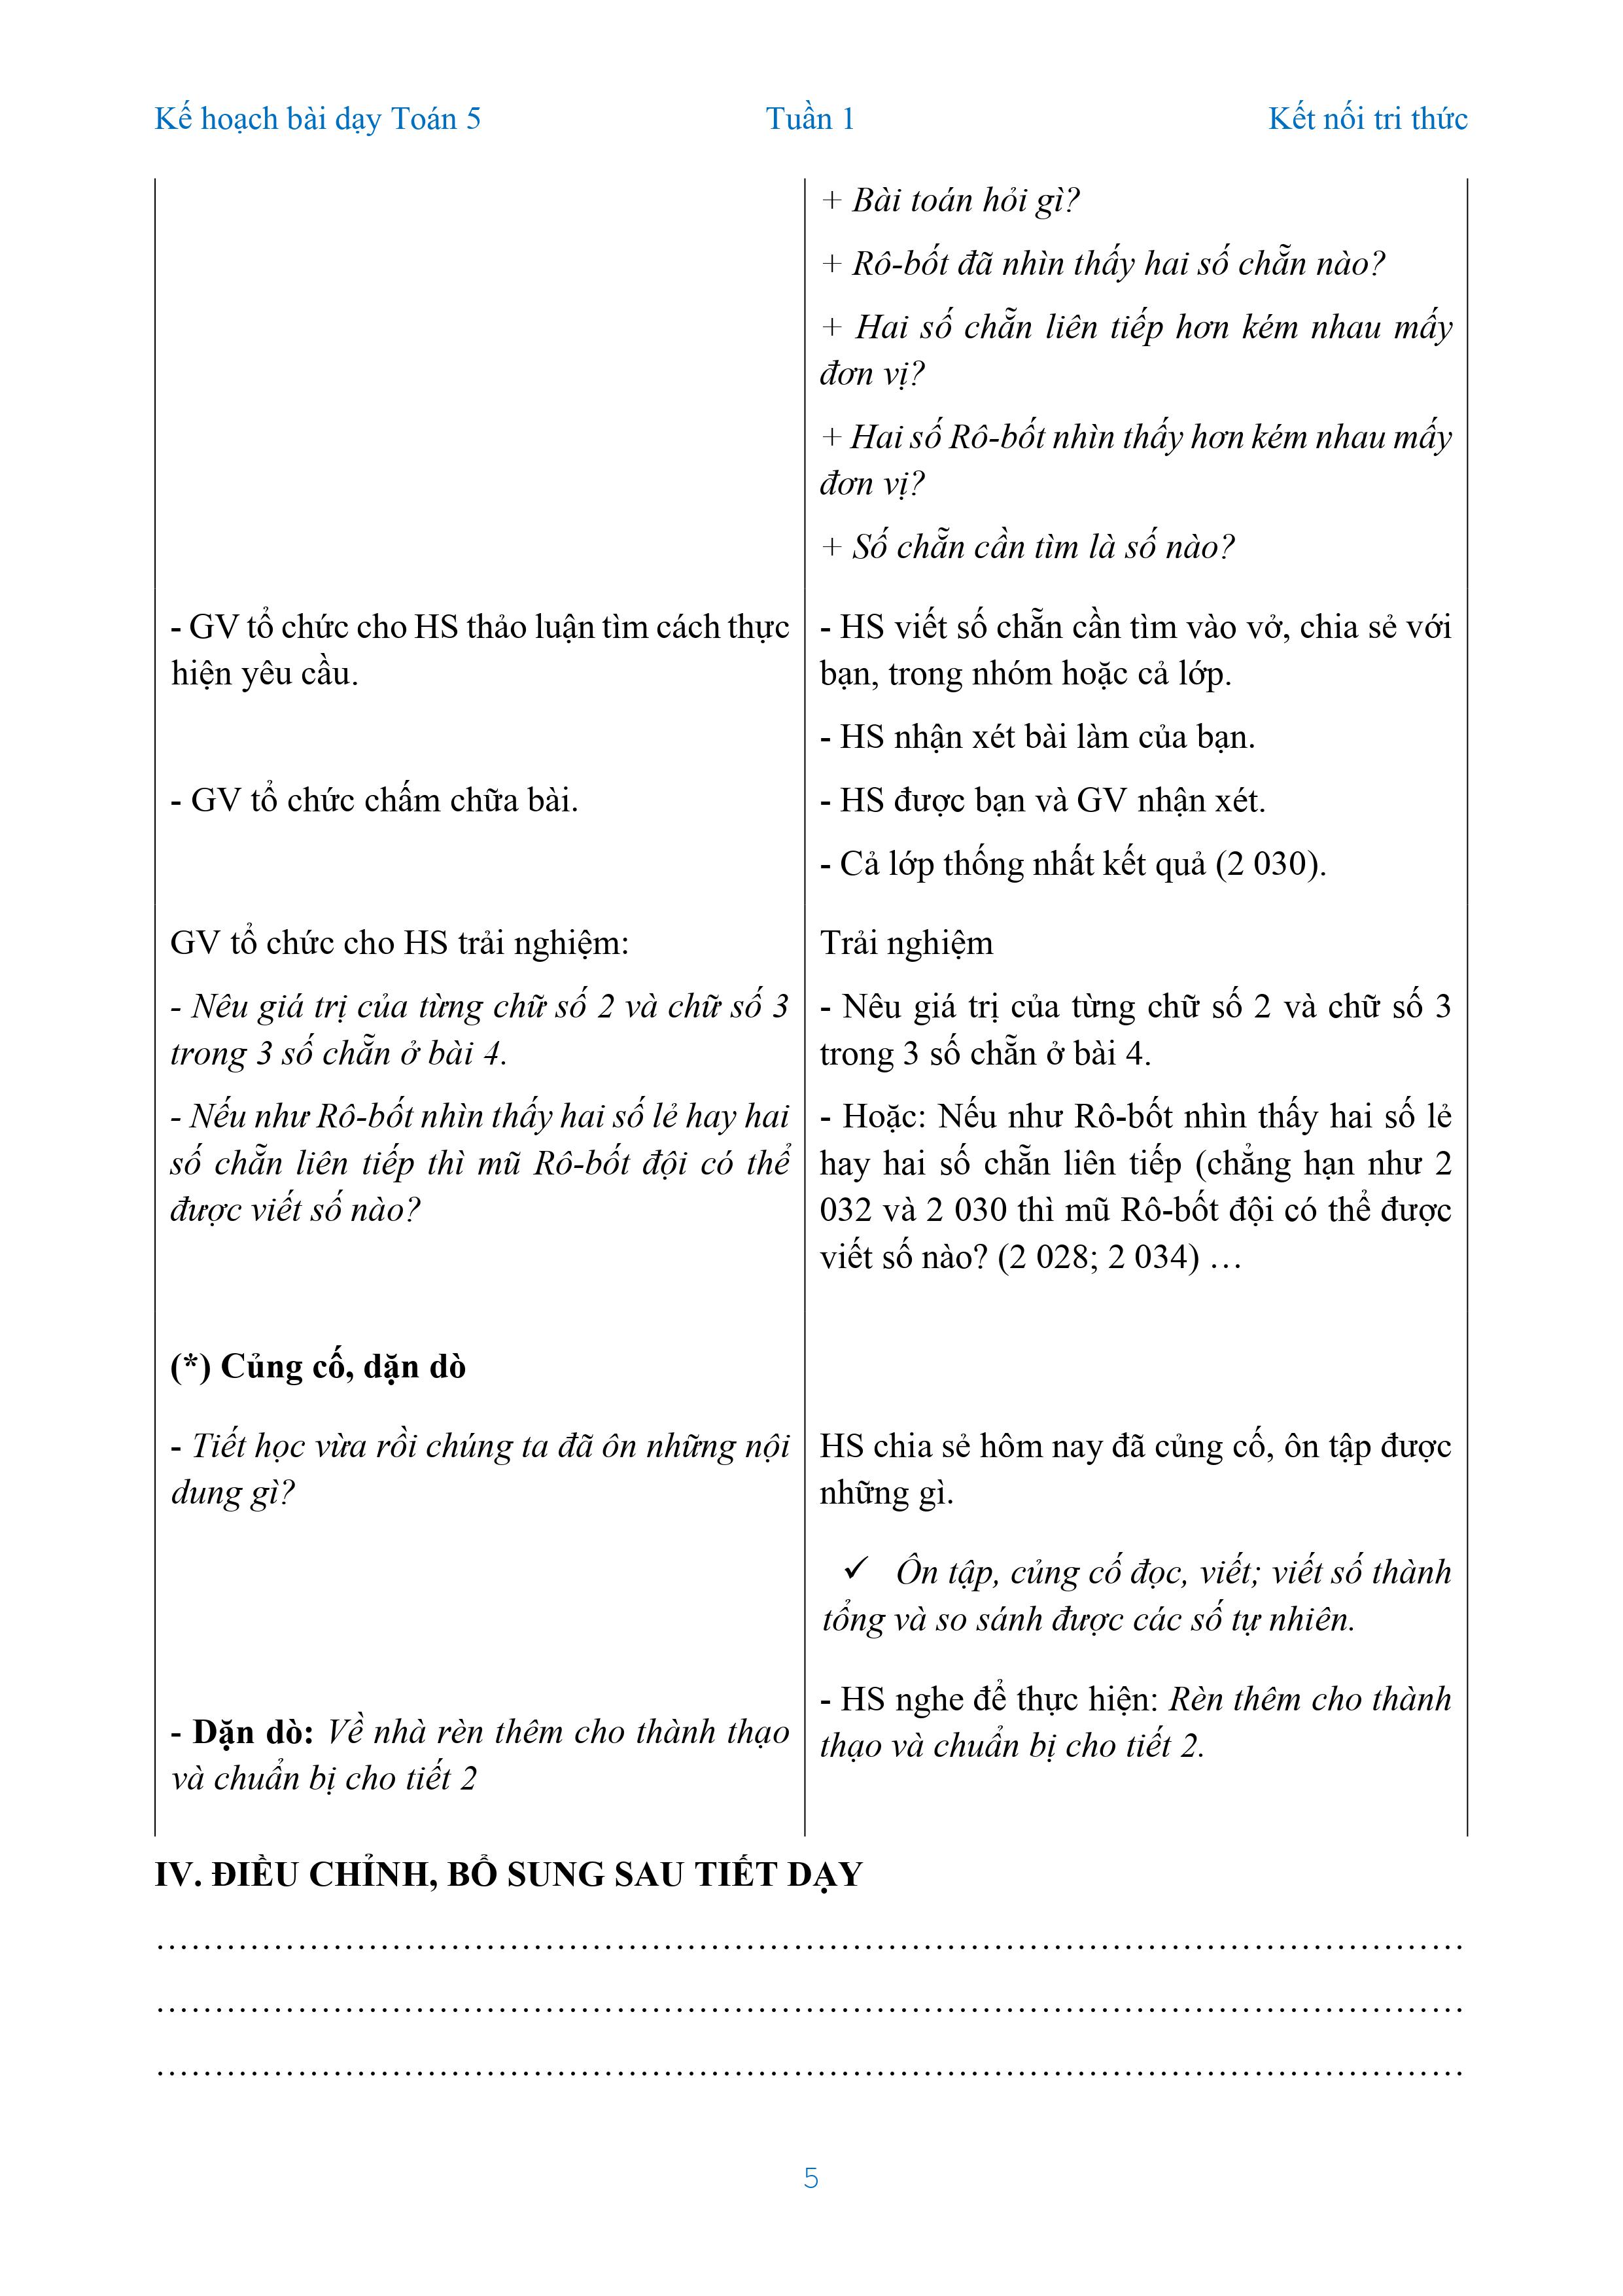 Kế hoạch bài dạy Toán 5 Tuần 1 Kết nối tri thức
+ Bài toán hỏi gì?
+ Rô-bốt đã nhìn thấy hai số chẵn nào?
+ Hai số chẵn liên tiếp hơn kém nhau mấy
đơn vị?
+ Hai số Rô-bốt nhìn thấy hơn kém nhau mấy
đơn vị?
+ Số chẵn cần tìm là số nào?
- GV tổ chức cho HS thảo luận tìm cách thực
hiện yêu cầu.
- HS viết số chẵn cần tìm vào vở, chia sẻ với
bạn, trong nhóm hoặc cả lớp.
- HS nhận xét bài làm của bạn.
- GV tổ chức chấm chữa bài.
- HS được bạn và GV nhận xét.
- Cả lớp thống nhất kết quả (2 030).
GV tổ chức cho HS trải nghiệm:
- Nêu giá trị của từng chữ số 2 và chữ số 3
trong 3 số chẵn ở bài 4.
- Nếu như Rô-bốt nhìn thấy hai số lẻ hay hai
số chẵn liên tiếp thì mũ Rô-bốt đội có thể
được viết số nào?
Trải nghiệm
- Nêu giá trị của từng chữ số 2 và chữ số 3
trong 3 số chẵn ở bài 4.
- Hoặc: Nếu như Rô-bốt nhìn thấy hai số lẻ
hay hai số chẵn liên tiếp (chẳng hạn như 2
032 và 2 030 thì mũ Rô-bốt đội có thể được
viết số nào? (2 028; 2 034) …
(*) Củng cố, dặn dò
- Tiết học vừa rồi chúng ta đã ôn những nội
dung gì?
HS chia sẻ hôm nay đã củng cố, ôn tập được
những gì.
✓ Ôn tập, củng cố đọc, viết; viết số thành
tổng và so sánh được các số tự nhiên.
- Dặn dò: Về nhà rèn thêm cho thành thạo
và chuẩn bị cho tiết 2
- HS nghe để thực hiện: Rèn thêm cho thành
thạo và chuẩn bị cho tiết 2.
IV. ĐIỀU CHỈNH, BỔ SUNG SAU TIẾT DẠY
……………………………………………………………………………………………………
……………………………………………………………………………………………………
……………………………………………………………………………………………………
5